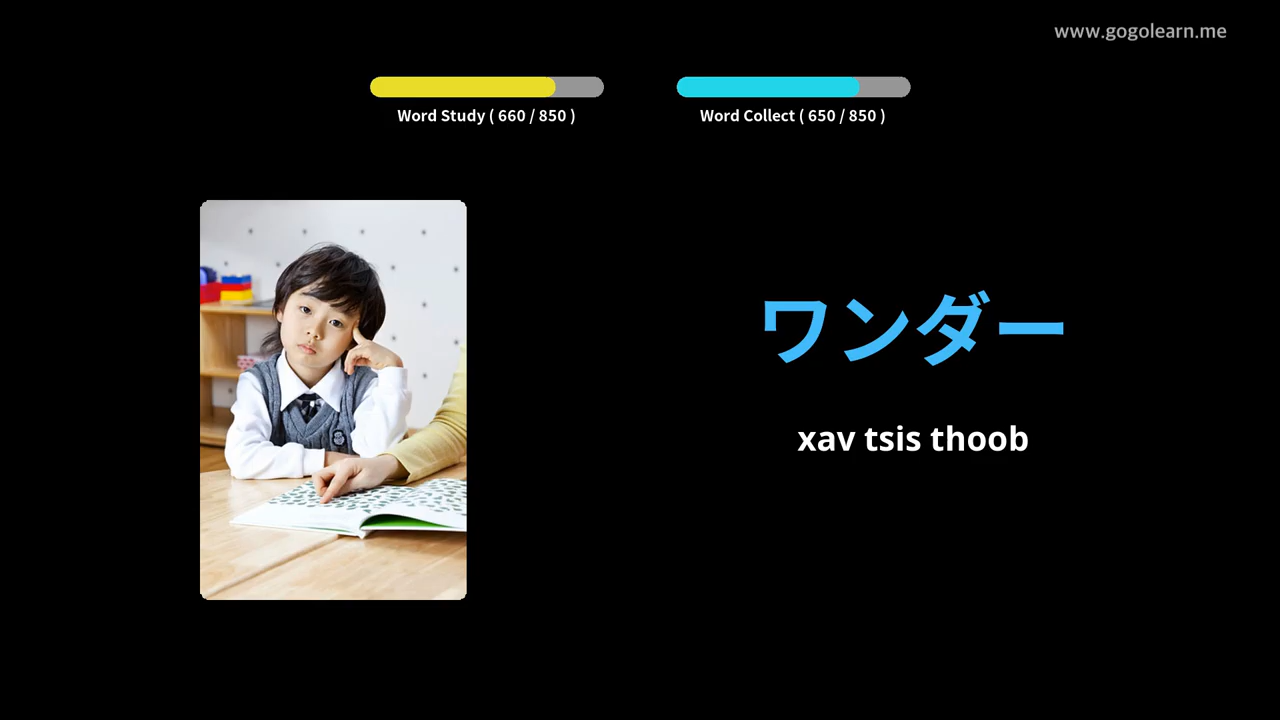 www.gogolearn.me
Word Study ( 660 / 850 )
Word Collect ( 650 / 850 )
ワンダー
xav tsis thoob